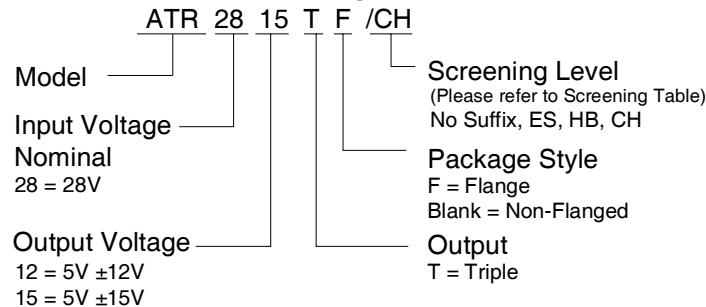 ATR 28 15 T F /CH
Model
Input Voltage
Nominal
28 = 28V
Output Voltage
12 = 5V ±12V
15 = 5V ±15V
Screening Level
(Please refer to Screening Table)
No Suffix, ES, HB, CH
Package Style
F = Flange
Blank = Non-Flanged
Output
T = Triple